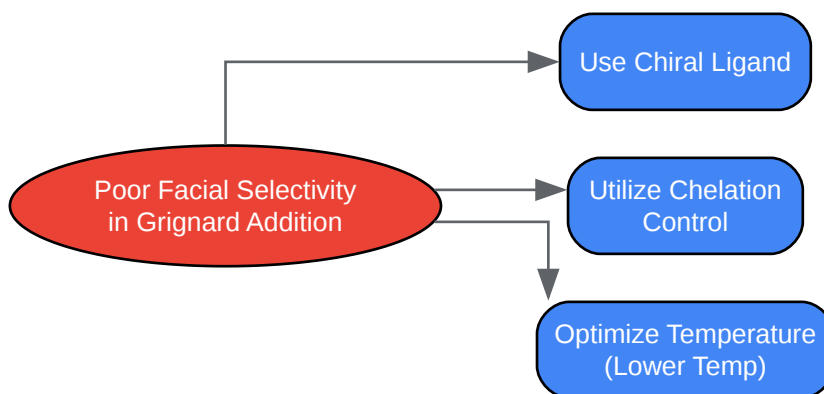 Use Chiral Ligand
Poor Facial Selectivity
in Grignard Addition
Utilize Chelation
Control
Optimize Temperature
(Lower Temp)